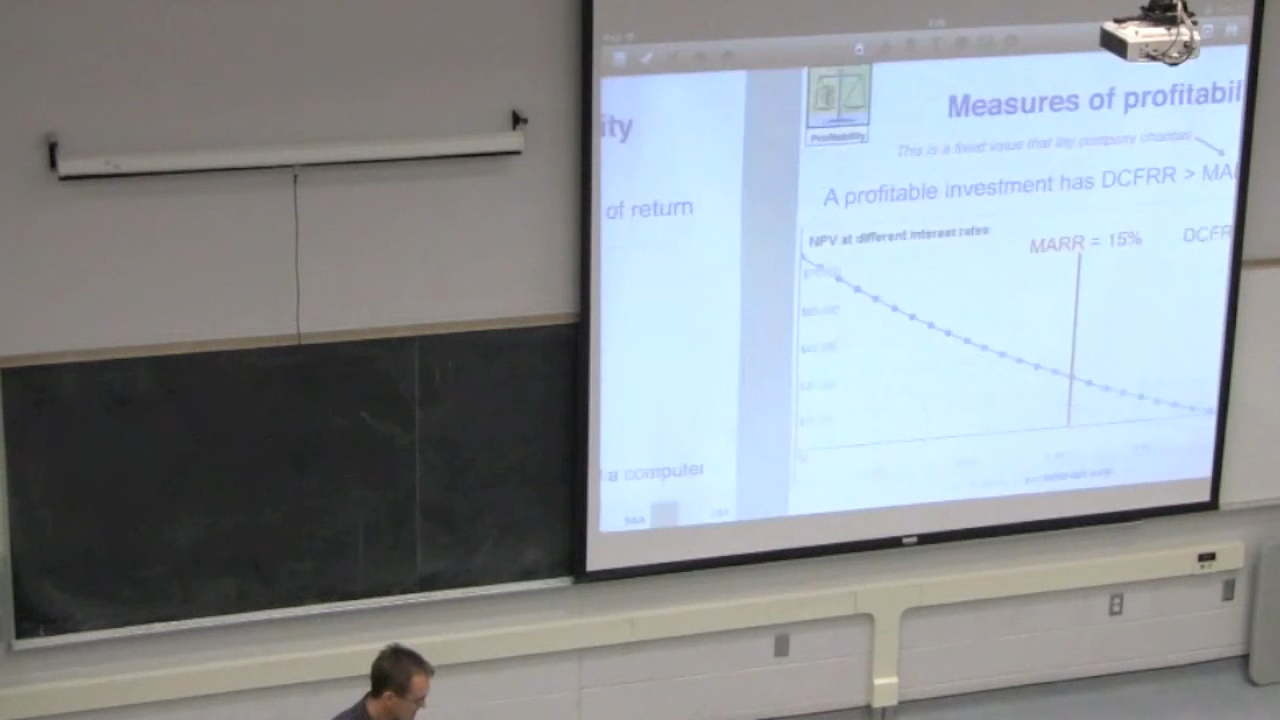 ity
of return
a computer
Profitability
Measures of profitabil
This is a fixed value that the company chooses
A profitable investment has DCFRR > MA
NPV at different interest rates
MARR = 15%
DCFR